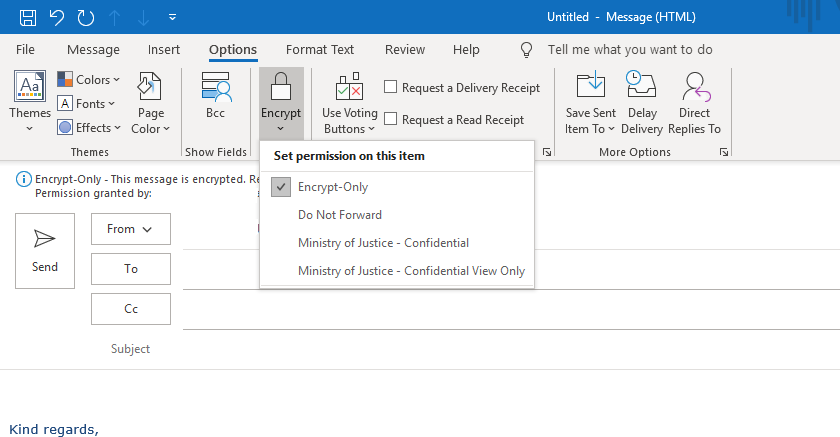 Untitled - Message (HTML)
File Message Insert Options Format Text Review Help Tell me what you want to do
Aa Themes
Colors
A Fonts
Effects
Page Color
Themes
Bcc
Show Fields
Encrypt
Use Voting Buttons
Request a Delivery Receipt
Request a Read Receipt
Save Sent Item To
Delay Delivery
Direct Replies To
More Options
Set permission on this item
Encrypt-Only
Do Not Forward
Ministry of Justice - Confidential
Ministry of Justice - Confidential View Only
Encrypt-Only - This message is encrypted. Re
Permission granted by:
Send
From
To
Cc
Subject
Kind regards,